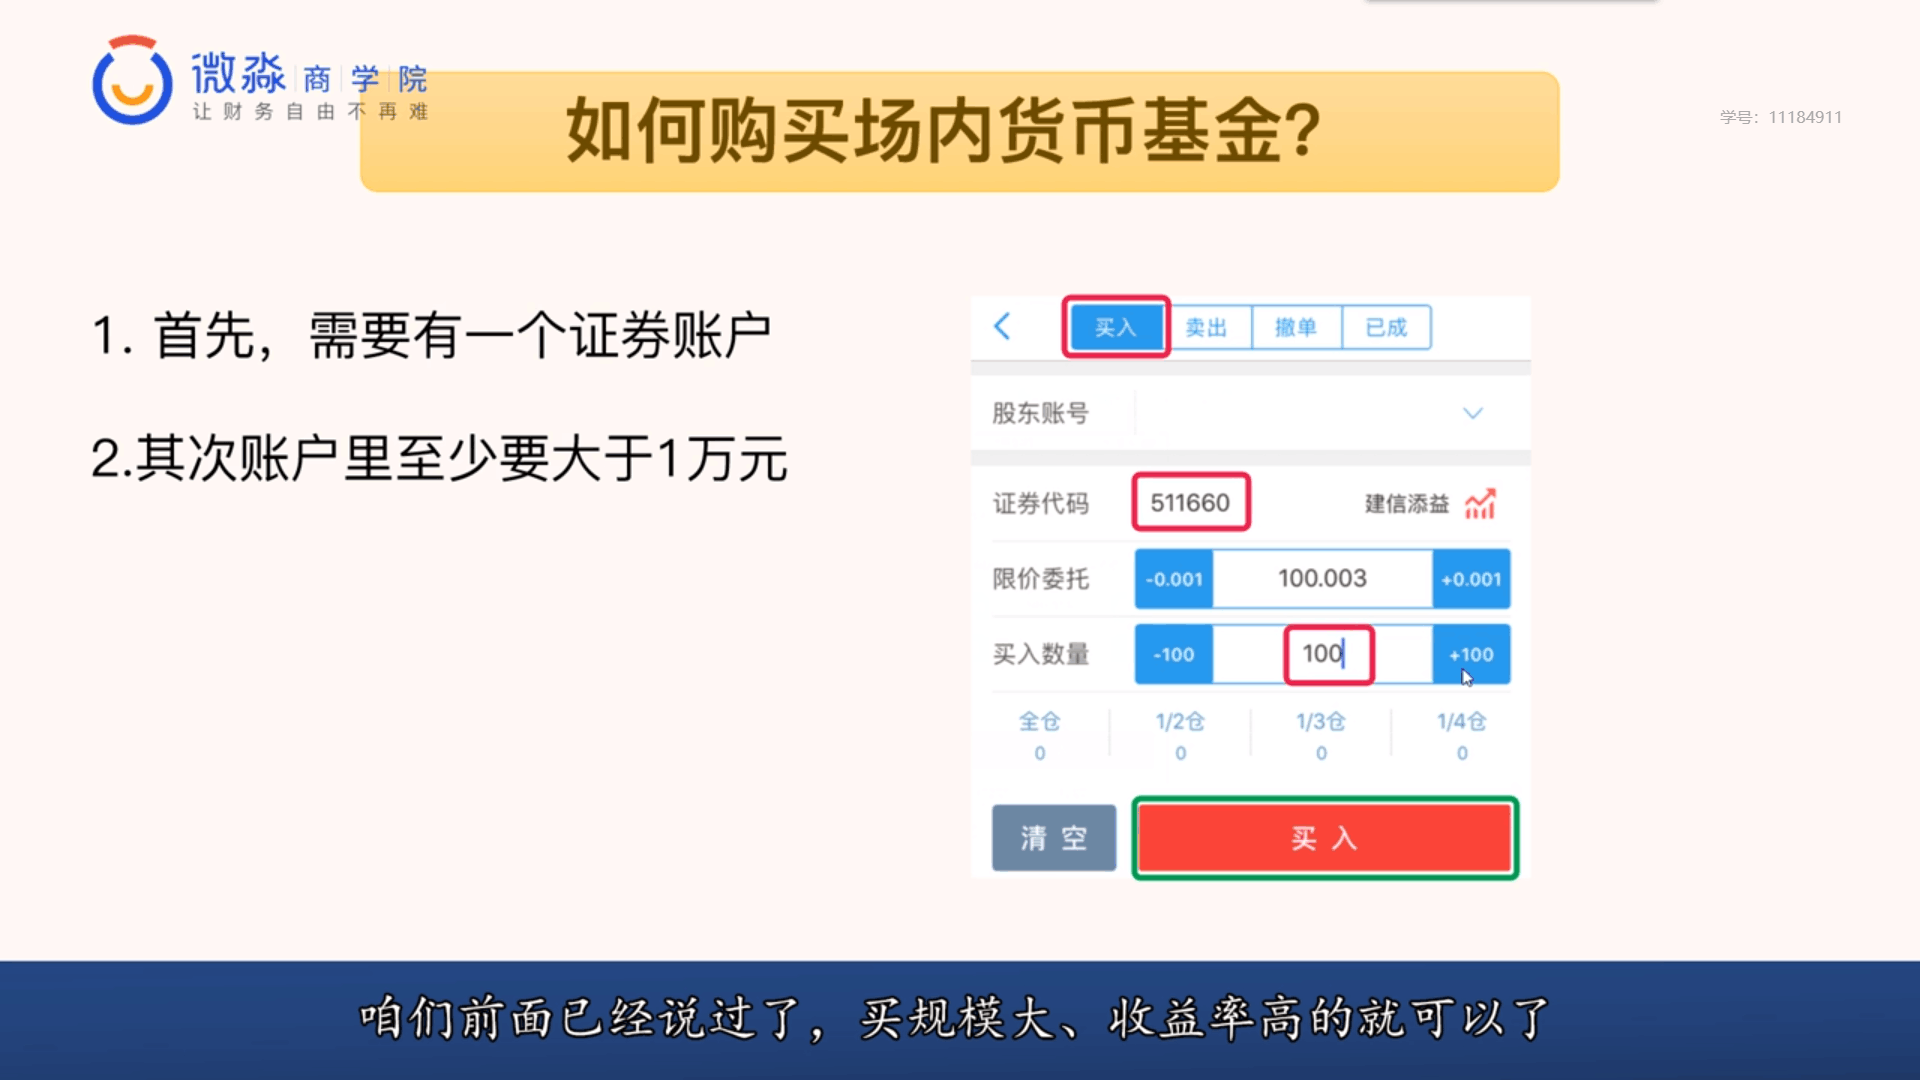 微淼 商 学 院
让财务自由不再难
如何购买场内货币基金?
学号：11184911
1. 首先，需要有一个证券账户
2.其次账户里至少要大于1万元
买入 卖出 撤单 已成
股东账号
证券代码 511660 建信添益
限价委托 -0.001 100.003 +0.001
买入数量 -100 100 +100
全仓 1/2仓 1/3仓 1/4仓
0 0 0 0
清 空 买 入
咱们前面已经说过了，买规模大、收益率高的就可以了